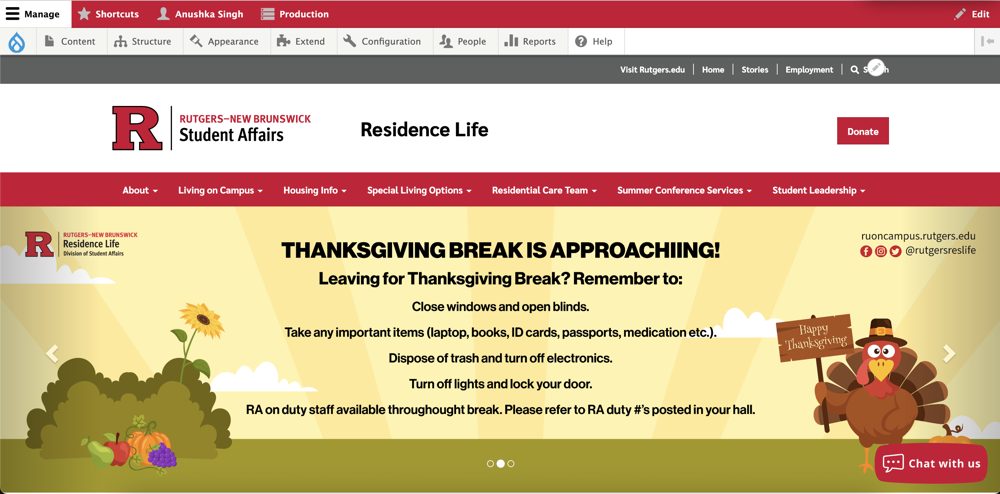 Manage Shortcuts Anushka Singh Production Edit
Content Structure Appearance Extend Configuration People Reports Help
Visit Rutgers.edu Home Stories Employment
R RUTGERS–NEW BRUNSWICK
Student Affairs
Residence Life
Donate
About Living on Campus Housing Info Special Living Options Residential Care Team Summer Conference Services Student Leadership
R RUTGERS–NEW BRUNSWICK
Residence Life
Division of Student Affairs
ruoncampus.rutgers.edu
@rutgersreslife
THANKSGIVING BREAK IS APPROACHIING!
Leaving for Thanksgiving Break? Remember to:
Close windows and open blinds.
Take any important items (laptop, books, ID cards, passports, medication etc.).
Dispose of trash and turn off electronics.
Turn off lights and lock your door.
RA on duty staff available throughought break. Please refer to RA duty #'s posted in your hall.
Happy
Thanksgiving
Chat with us